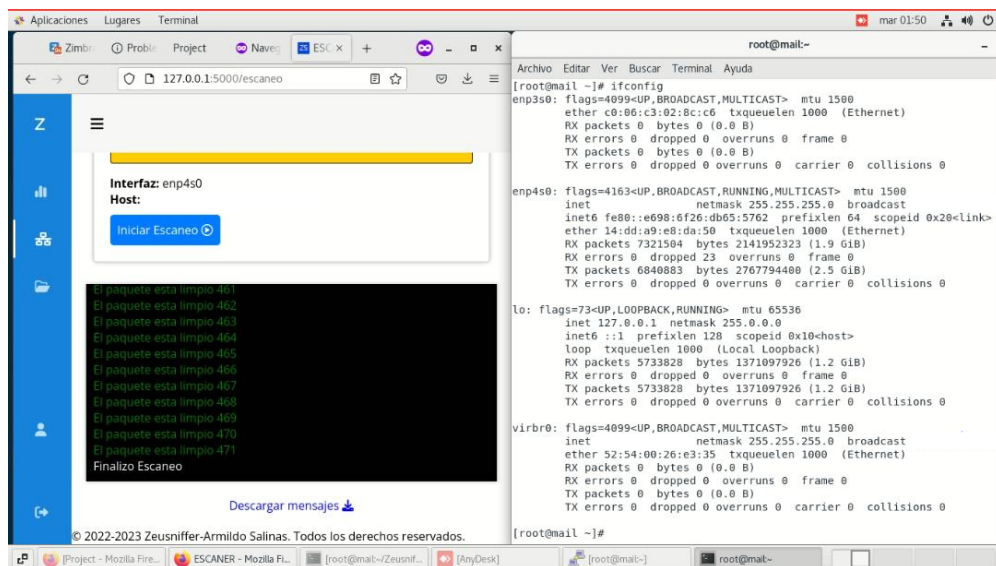 Aplicaciones Lugares Terminal
mar 01:50
Zimbr
Proble
Project
Naveg
ESC
127.0.0.1:5000/escaneo
Z
Interfaz: enp4s0
Host:
Iniciar Escaneo
El paquete esta limpio 461
El paquete esta limpio 462
El paquete esta limpio 463
El paquete esta limpio 464
El paquete esta limpio 465
El paquete esta limpio 466
El paquete esta limpio 467
El paquete esta limpio 468
El paquete esta limpio 469
El paquete esta limpio 470
El paquete esta limpio 471
Finalizo Escaneo
Descargar mensajes
© 2022-2023 Zeusniffer-Armildo Salinas. Todos los derechos reservados.
root@mail:~
Archivo Editar Ver Buscar Terminal Ayuda
[root@mail ~]# ifconfig
enp3s0: flags=4099<UP,BROADCAST,MULTICAST> mtu 1500
ether c0:06:c3:02:8c:c6 txqueuelen 1000 (Ethernet)
RX packets 0 bytes 0 (0.0 B)
RX errors 0 dropped 0 overruns 0 frame 0
TX packets 0 bytes 0 (0.0 B)
TX errors 0 dropped 0 overruns 0 carrier 0 collisions 0
enp4s0: flags=4163<UP,BROADCAST,RUNNING,MULTICAST> mtu 1500
inet netmask 255.255.255.0 broadcast
inet6 fe80::e698:6f26:db65:5762 prefixlen 64 scopeid 0x20<link>
ether 14:dd:a9:e8:da:50 txqueuelen 1000 (Ethernet)
RX packets 7321504 bytes 2141952323 (1.9 GiB)
RX errors 0 dropped 23 overruns 0 frame 0
TX packets 6840883 bytes 2767794400 (2.5 GiB)
TX errors 0 dropped 0 overruns 0 carrier 0 collisions 0
lo: flags=73<UP,LOOPBACK,RUNNING> mtu 65536
inet 127.0.0.1 netmask 255.0.0.0
inet6 ::1 prefixlen 128 scopeid 0x10<host>
loop txqueuelen 1000 (Local Loopback)
RX packets 5733828 bytes 1371097926 (1.2 GiB)
RX errors 0 dropped 0 overruns 0 frame 0
TX packets 5733828 bytes 1371097926 (1.2 GiB)
TX errors 0 dropped 0 overruns 0 carrier 0 collisions 0
virbr0: flags=4099<UP,BROADCAST,MULTICAST> mtu 1500
inet netmask 255.255.255.0 broadcast
ether 52:54:00:26:e3:35 txqueuelen 1000 (Ethernet)
RX packets 0 bytes 0 (0.0 B)
RX errors 0 dropped 0 overruns 0 frame 0
TX packets 0 bytes 0 (0.0 B)
TX errors 0 dropped 0 overruns 0 carrier 0 collisions 0
[root@mail ~]#
[Project - Mozilla Fire...
ESCANER - Mozilla Fi...
[root@mail:~/Zeusnif...
[AnyDesk]
[root@mail:~]
root@mail:~